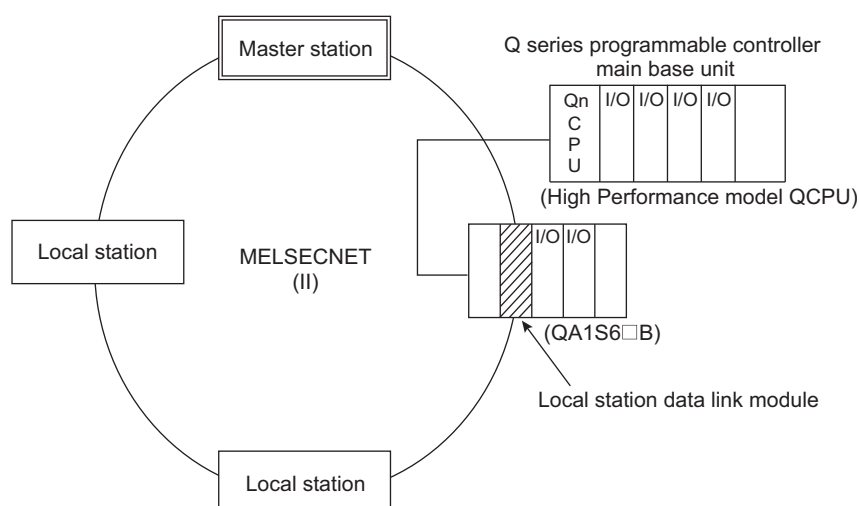 Master station
Q series programmable controller
main base unit
Qn
C
P
U
I/O I/O I/O I/O
(High Performance model QCPU)
Local station
MELSECNET
(II)
I/O I/O
(QA1S6□B)
Local station data link module
Local station